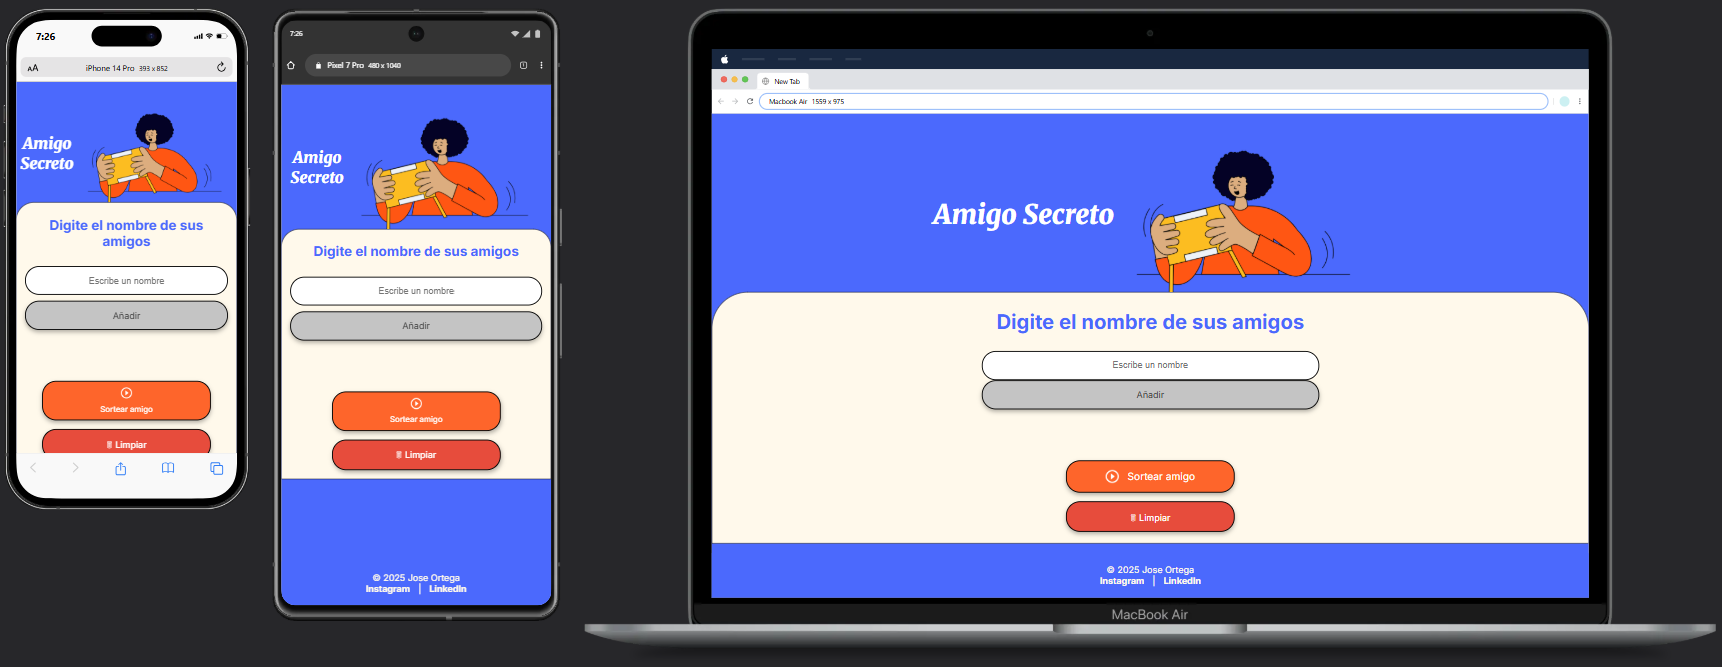 7:26
AA
iPhone 14 Pro 393 x 852
Amigo
Secreto
Digite el nombre de sus
amigos
Escribe un nombre
Añadir
Sortear amigo
Limpiar
7:26
Pixel 7 Pro 480 x 1040
Amigo
Secreto
Digite el nombre de sus amigos
Escribe un nombre
Añadir
Sortear amigo
Limpiar
© 2025 Jose Ortega
Instagram | LinkedIn
New Tab
Macbook Air 1559 x 975
Amigo Secreto
Digite el nombre de sus amigos
Escribe un nombre
Añadir
Sortear amigo
Limpiar
© 2025 Jose Ortega
Instagram | LinkedIn
MacBook Air